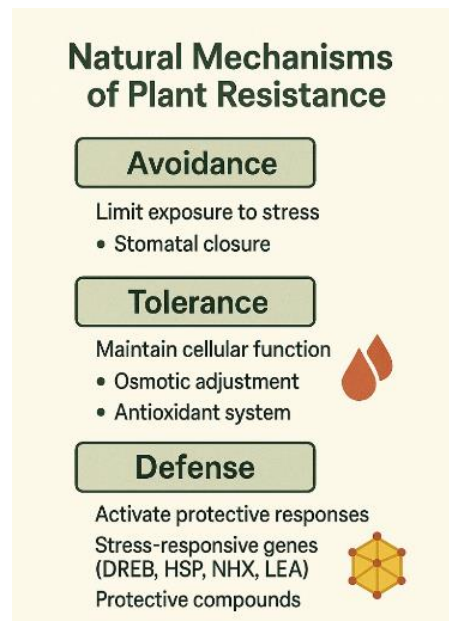 Natural Mechanisms
of Plant Resistance
Avoidance
Limit exposure to stress
• Stomatal closure
Tolerance
Maintain cellular function
• Osmotic adjustment
• Antioxidant system
Defense
Activate protective responses
Stress-responsive genes
(DREB, HSP, NHX, LEA)
Protective compounds